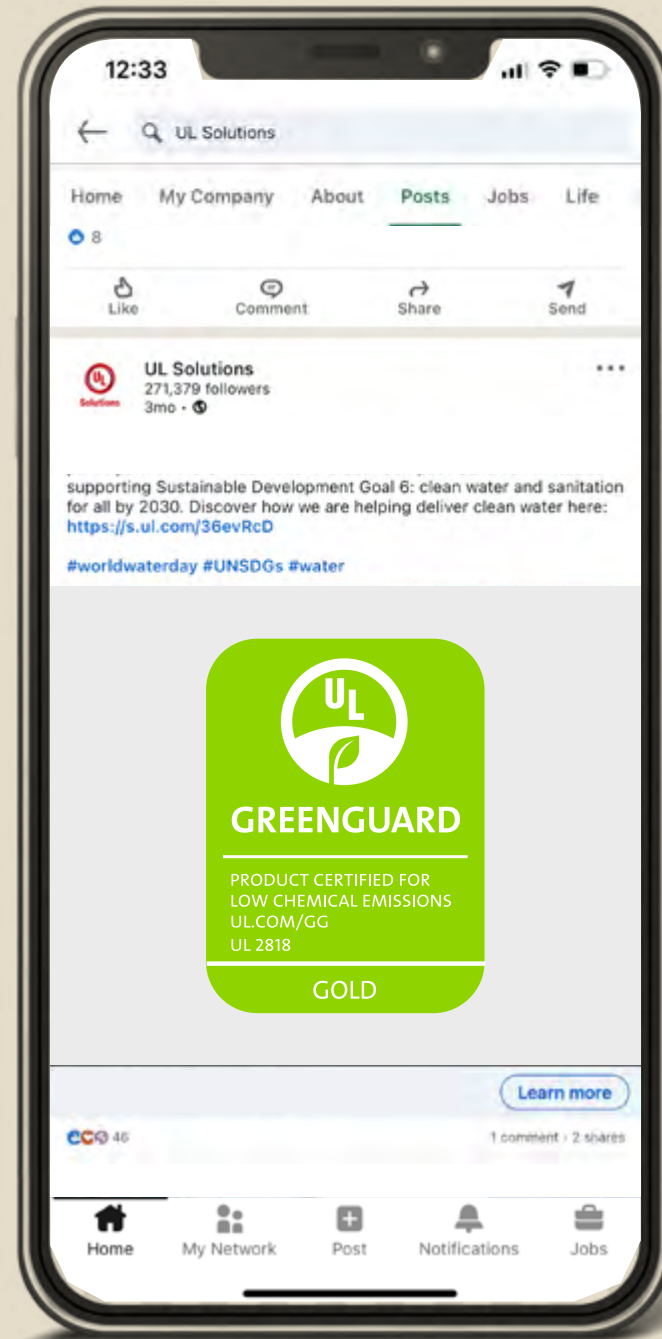 12:33
UL Solutions
Home My Company About Posts Jobs Life
8
Like Comment Share Send
UL Solutions
271,379 followers
3mo •
UL
Solutions
supporting Sustainable Development Goal 6: clean water and sanitation
for all by 2030. Discover how we are helping deliver clean water here:
https://s.ul.com/36evRcD
#worldwaterday #UNSDGs #water
UL
GREENGUARD
PRODUCT CERTIFIED FOR
LOW CHEMICAL EMISSIONS
UL.COM/GG
UL 2818
GOLD
Learn more
46
1 comment · 2 shares
Home My Network Post Notifications Jobs